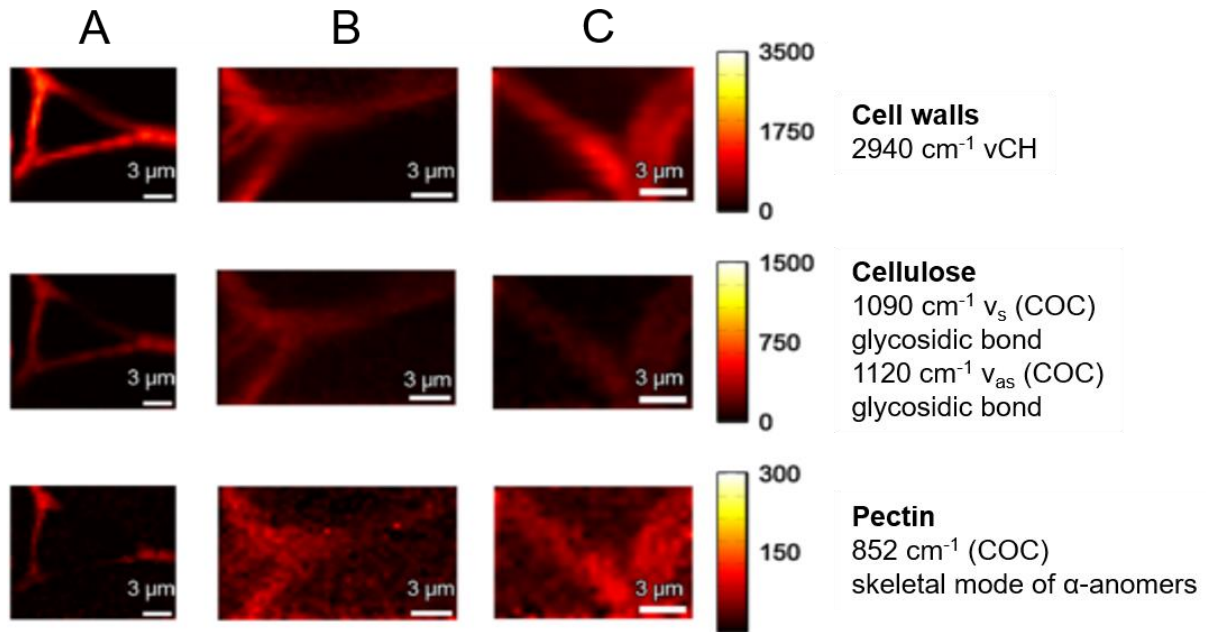 A B C
3 μm
3 μm
3 μm
3500
1750
0
Cell walls
2940 cm⁻¹ vCH
3 μm
3 μm
3 μm
1500
750
0
Cellulose
1090 cm⁻¹ vₛ (COC)
glycosidic bond
1120 cm⁻¹ vₐₛ (COC)
glycosidic bond
3 μm
3 μm
3 μm
300
150
Pectin
852 cm⁻¹ (COC)
skeletal mode of α-anomers